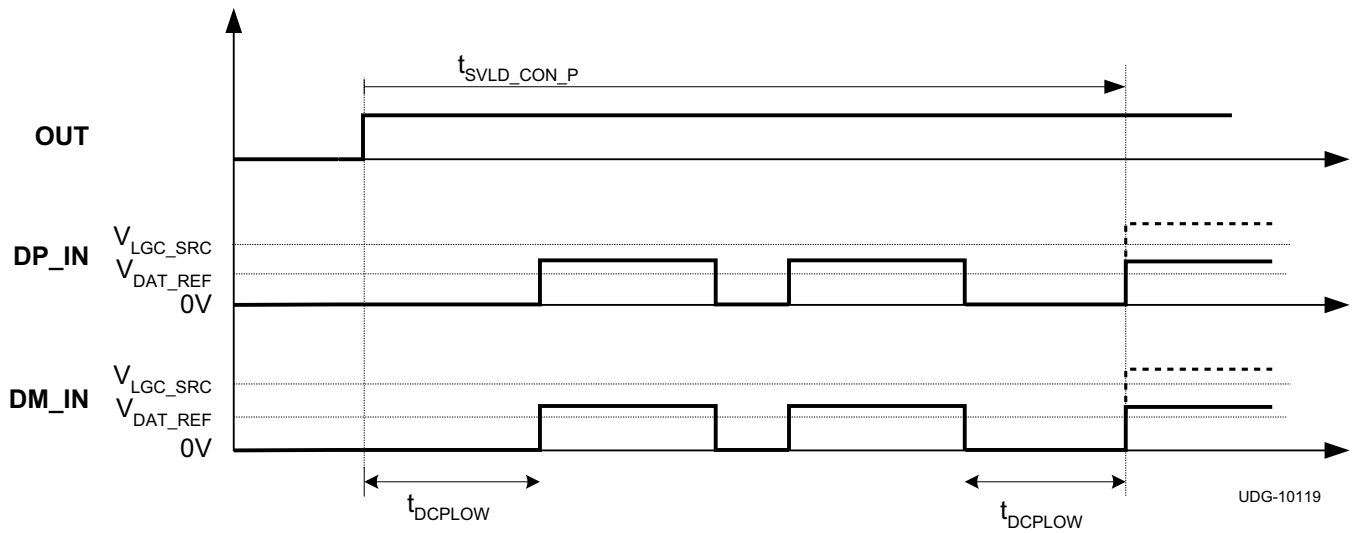 tSVLD_CON_P
OUT
VLGC_SRC
DP_IN
VDAT_REF
0V
VLGC_SRC
DM_IN
VDAT_REF
0V
tDCPLOW
tDCPLOW
UDG-10119